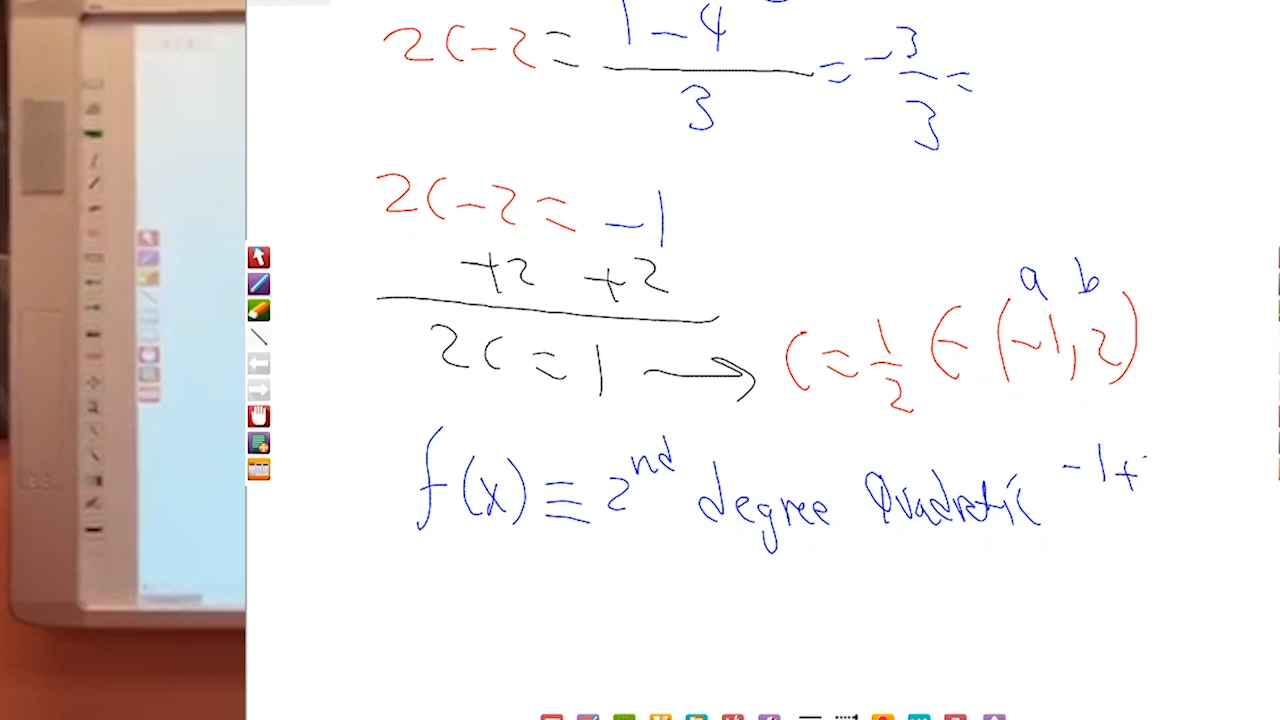 2c-2 = 1-4/3 = -3/3 =
2c-2 = -1
+2 +2
a b
2c = 1 → c = 1/2 ∈ (-1, 2)
f(x) ≡ 2nd degree Quadratic -1+